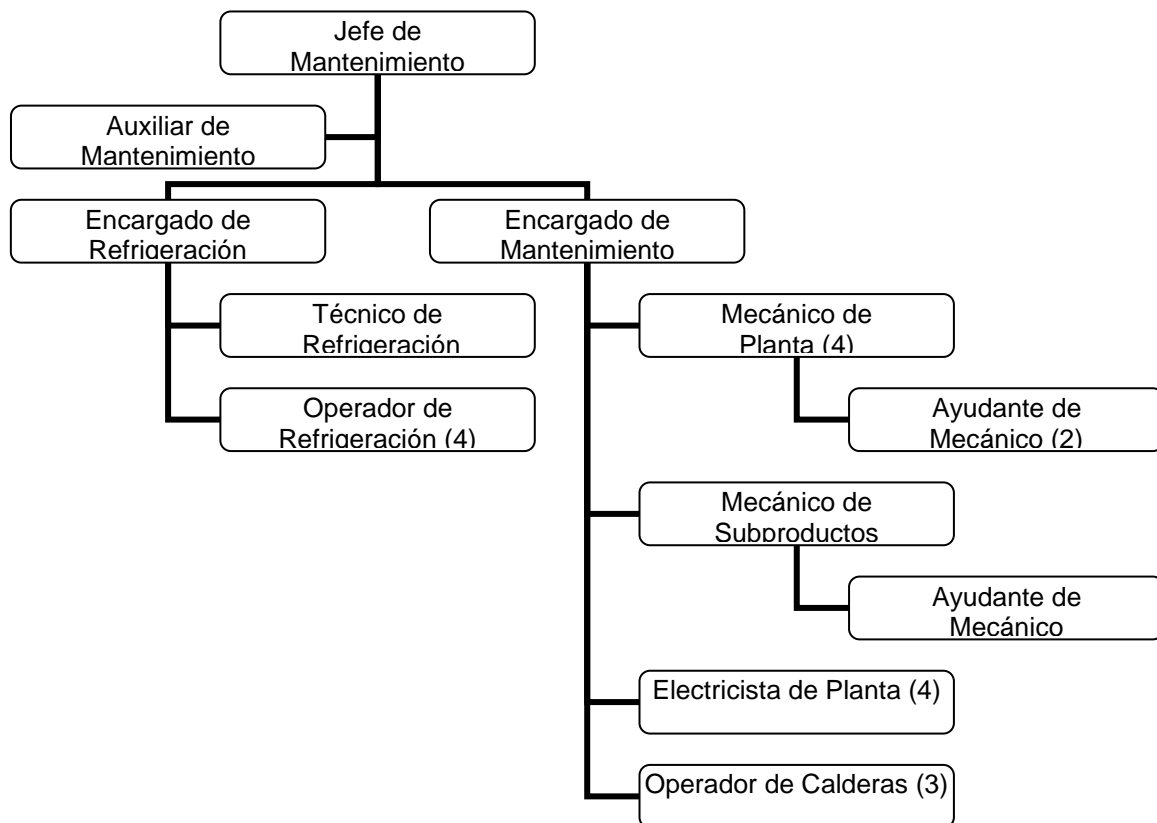 Jefe de
Mantenimiento
Auxiliar de
Mantenimiento
Encargado de
Refrigeración
Encargado de
Mantenimiento
Técnico de
Refrigeración
Mecánico de
Planta (4)
Operador de
Refrigeración (4)
Ayudante de
Mecánico (2)
Mecánico de
Subproductos
Ayudante de
Mecánico
Electricista de Planta (4)
Operador de Calderas (3)